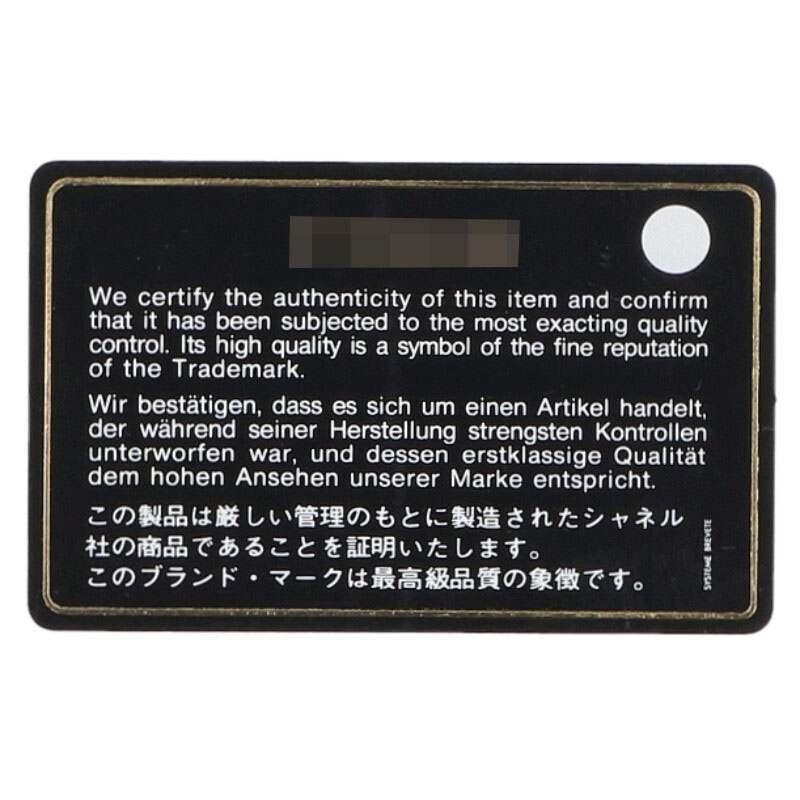 We certify the authenticity of this item and confirm
that it has been subjected to the most exacting quality
control. Its high quality is a symbol of the fine reputation
of the Trademark.
Wir bestätigen, dass es sich um einen Artikel handelt,
der während seiner Herstellung strengsten Kontrollen
unterworfen war, und dessen erstklassige Qualität
dem hohen Ansehen unserer Marke entspricht.
この製品は厳しい管理のもとに製造されたシャネル
社の商品であることを証明いたします。
このブランド・マークは最高級品質の象徴です。
SYSTEME BREVETE